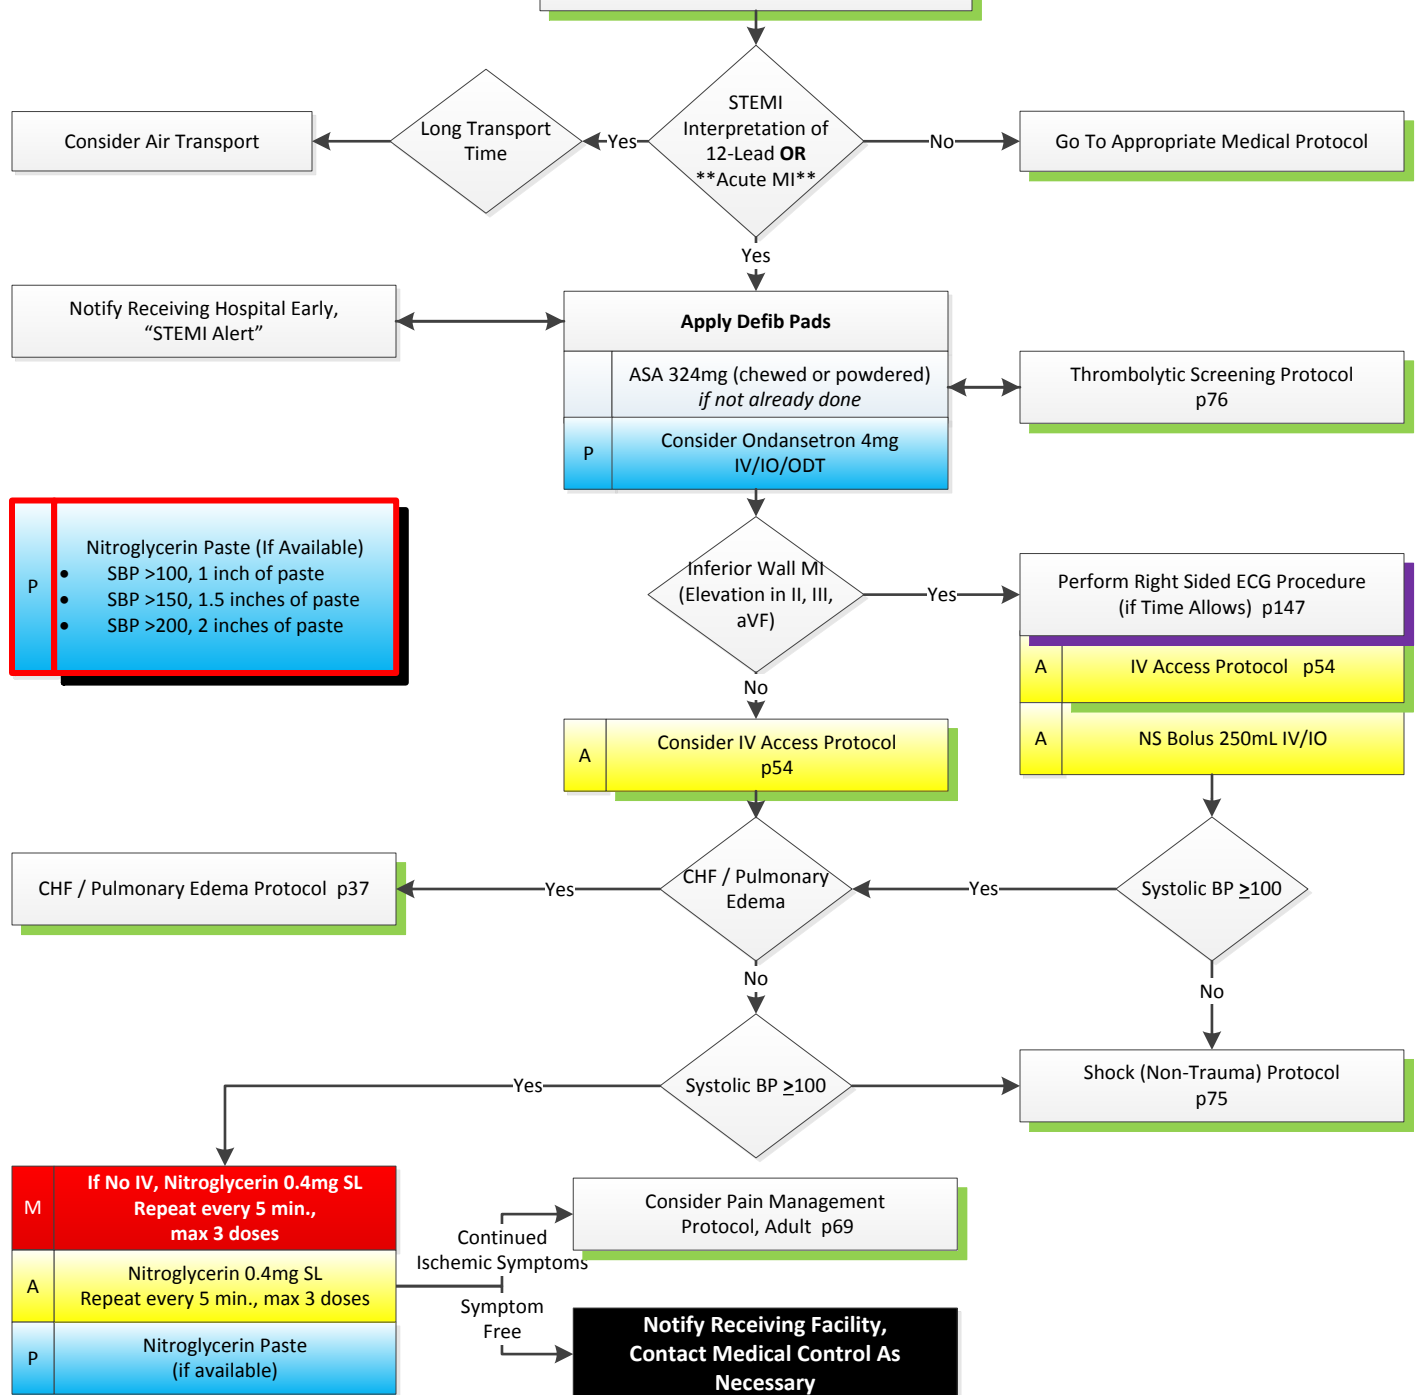 STEMI
Interpretation of
12-Lead OR
**Acute MI**
Yes
Long Transport
Time
Consider Air Transport
No
Go To Appropriate Medical Protocol
Yes
Notify Receiving Hospital Early,
“STEMI Alert”
Apply Defib Pads
ASA 324mg (chewed or powdered)
if not already done
P
Consider Ondansetron 4mg
IV/IO/ODT
Thrombolytic Screening Protocol
p76
P
Nitroglycerin Paste (If Available)
• SBP >100, 1 inch of paste
• SBP >150, 1.5 inches of paste
• SBP >200, 2 inches of paste
Inferior Wall MI
(Elevation in II, III,
aVF)
Yes
Perform Right Sided ECG Procedure
(if Time Allows) p147
A
IV Access Protocol p54
A
NS Bolus 250mL IV/IO
No
A
Consider IV Access Protocol
p54
CHF / Pulmonary Edema Protocol p37
Yes
CHF / Pulmonary
Edema
Yes
Systolic BP ≥100
No
No
Yes
Systolic BP ≥100
Shock (Non-Trauma) Protocol
p75
M
If No IV, Nitroglycerin 0.4mg SL
Repeat every 5 min.,
max 3 doses
A
Nitroglycerin 0.4mg SL
Repeat every 5 min., max 3 doses
P
Nitroglycerin Paste
(if available)
Continued
Ischemic Symptoms
Consider Pain Management
Protocol, Adult p69
Symptom
Free
Notify Receiving Facility,
Contact Medical Control As
Necessary